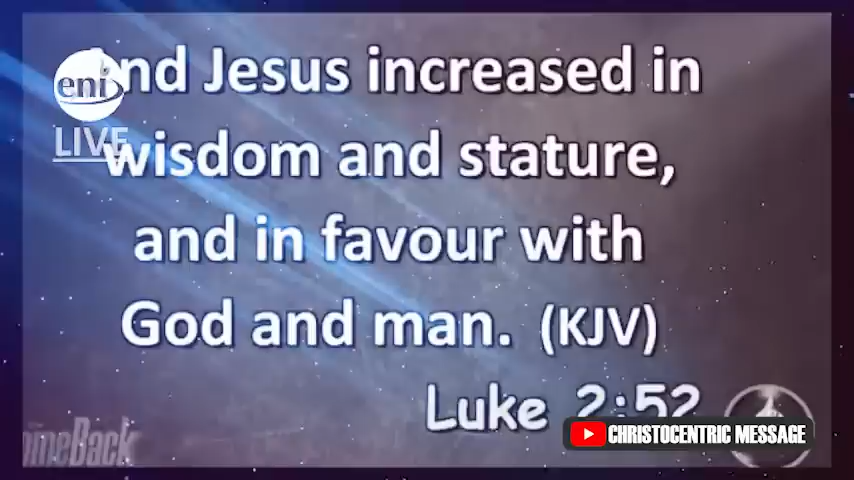 And Jesus increased in
eni
LIVE
wisdom and stature,
and in favour with
God and man. (KJV)
Luke 2:52
CHRISTOCENTRIC MESSAGE